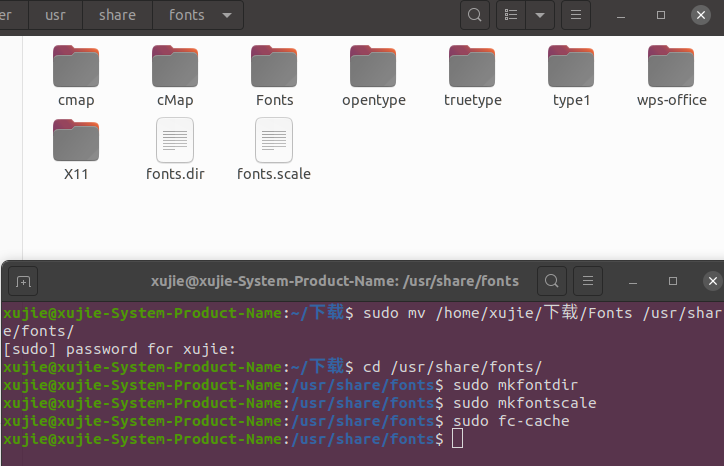 er usr share fonts
cmap cMap Fonts opentype truetype type1 wps-office
X11 fonts.dir fonts.scale
xujie@xujie-System-Product-Name: /usr/share/fonts
xujie@xujie-System-Product-Name:~/下载$ sudo mv /home/xujie/下载/Fonts /usr/shar
e/fonts/
[sudo] password for xujie:
xujie@xujie-System-Product-Name:~/下载$ cd /usr/share/fonts/
xujie@xujie-System-Product-Name:/usr/share/fonts$ sudo mkfontdir
xujie@xujie-System-Product-Name:/usr/share/fonts$ sudo mkfontscale
xujie@xujie-System-Product-Name:/usr/share/fonts$ sudo fc-cache
xujie@xujie-System-Product-Name:/usr/share/fonts$